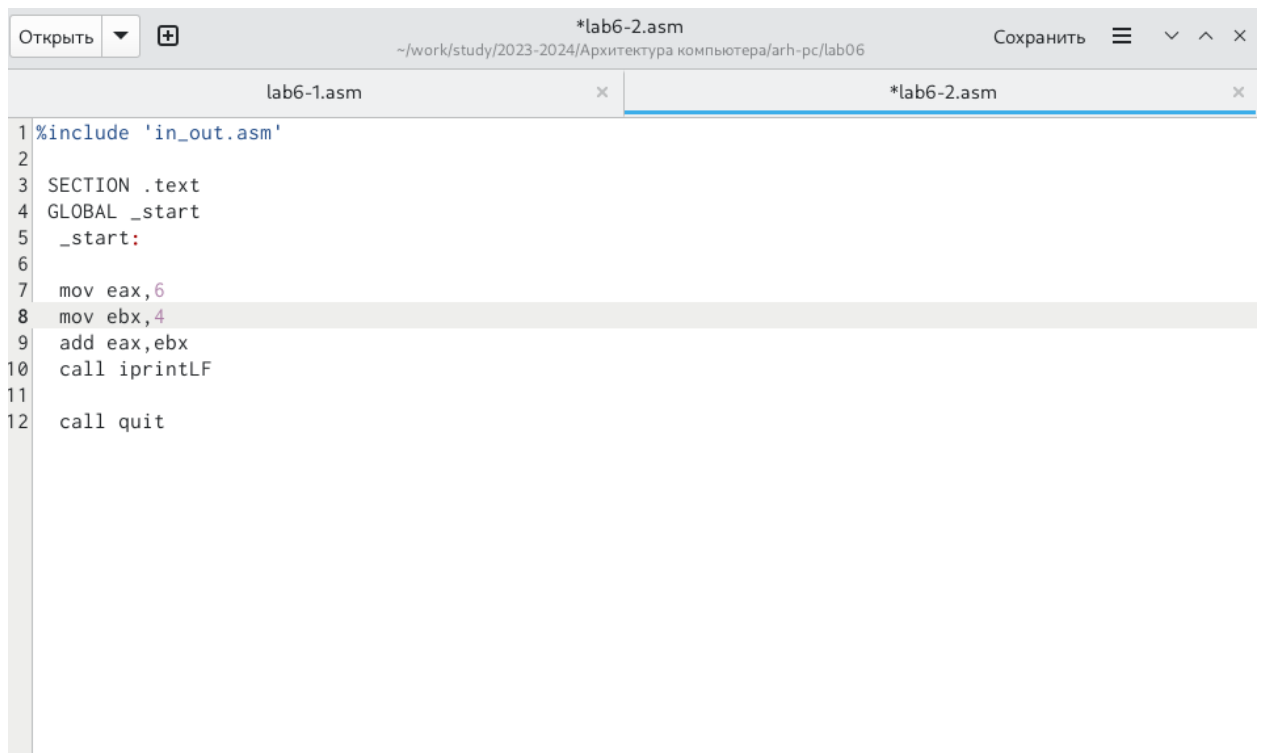 Открыть
*lab6-2.asm
~/work/study/2023-2024/Архитектура компьютера/arh-pc/lab06
Сохранить
lab6-1.asm
*lab6-2.asm
1 %include 'in_out.asm'
2
3 SECTION .text
4 GLOBAL _start
5 _start:
6
7 mov eax,6
8 mov ebx,4
9 add eax,ebx
10 call iprintLF
11
12 call quit